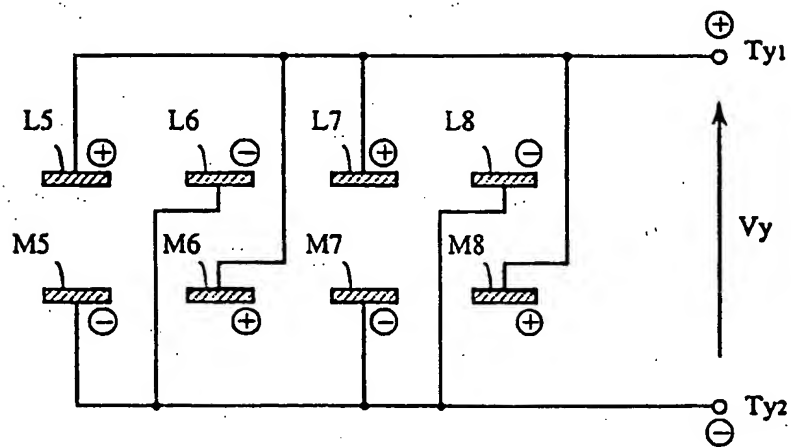 ⊕
Ty1
L5 ⊕ L6 ⊖ L7 ⊕ L8 ⊖
Vy
M5 M6 M7 M8
⊖ ⊕ ⊖ ⊕
Ty2
⊖